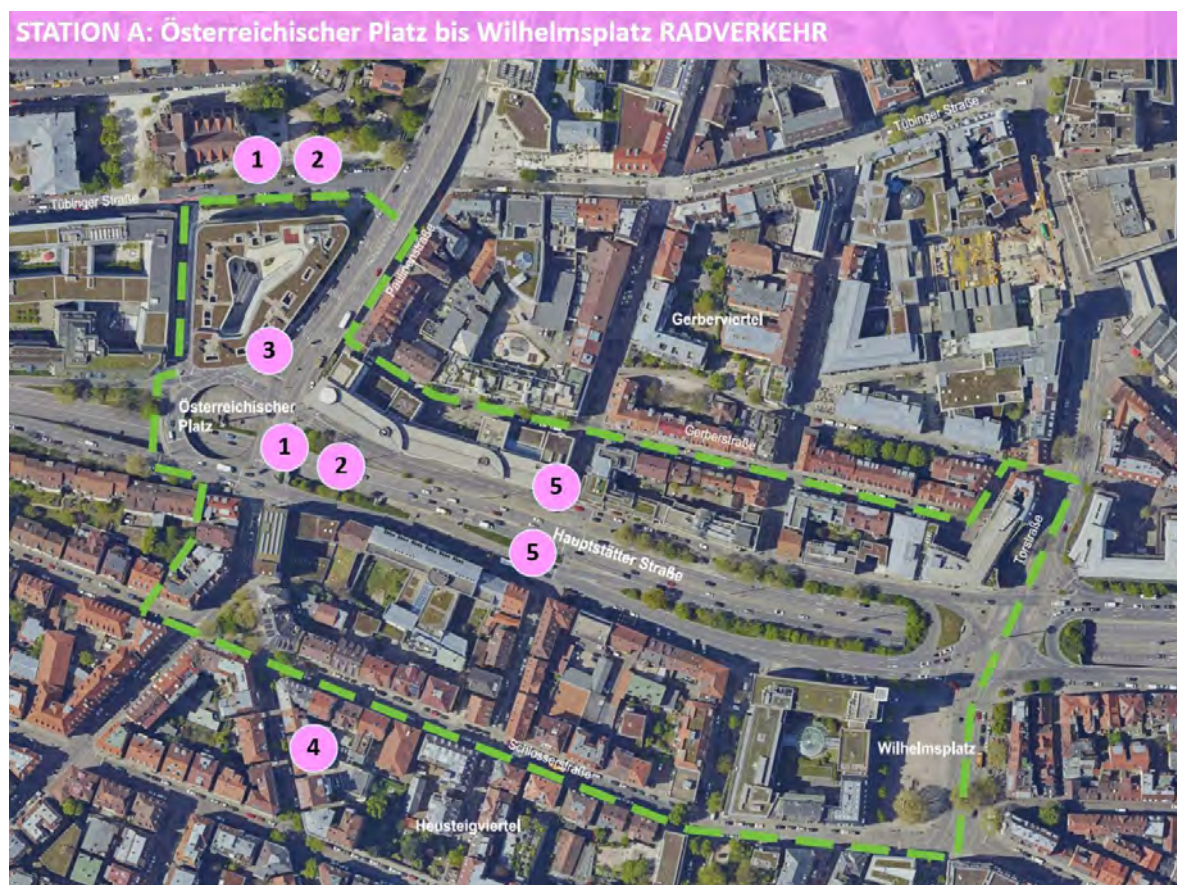 STATION A: Österreichischer Platz bis Wilhelmsplatz RADVERKEHR
Tübinger Straße
1
2
Tübinger Straße
Paulinenstraße
Gerberviertel
3
Österreichischer
Platz
1
2
Gerberstraße
5
5
Hauptstätter Straße
Torstraße
4
Schlosserstraße
Wilhelmsplatz
Heusteigviertel